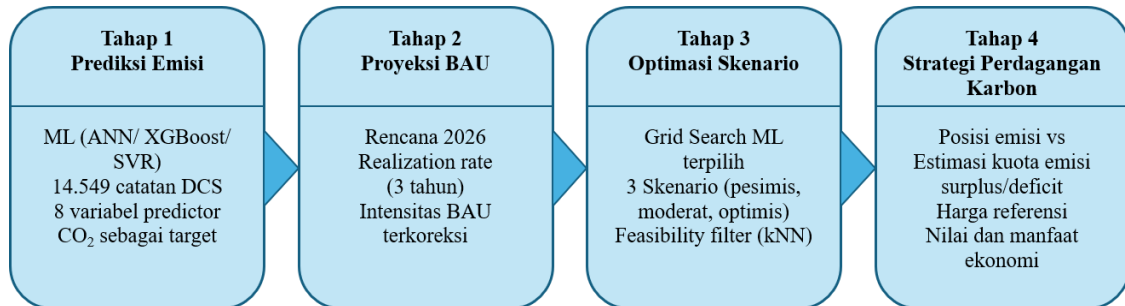 Tahap 1
Prediksi Emisi
ML (ANN/ XGBoost/
SVR)
14.549 catatan DCS
8 variabel predictor
CO₂ sebagai target
Tahap 2
Proyeksi BAU
Rencana 2026
Realization rate
(3 tahun)
Intensitas BAU
terkoreksi
Tahap 3
Optimasi Skenario
Grid Search ML
terpilih
3 Skenario (pesimis,
moderat, optimis)
Feasibility filter (kNN)
Tahap 4
Strategi Perdagangan
Karbon
Posisi emisi vs
Estimasi kuota emisi
surplus/deficit
Harga referensi
Nilai dan manfaat
ekonomi